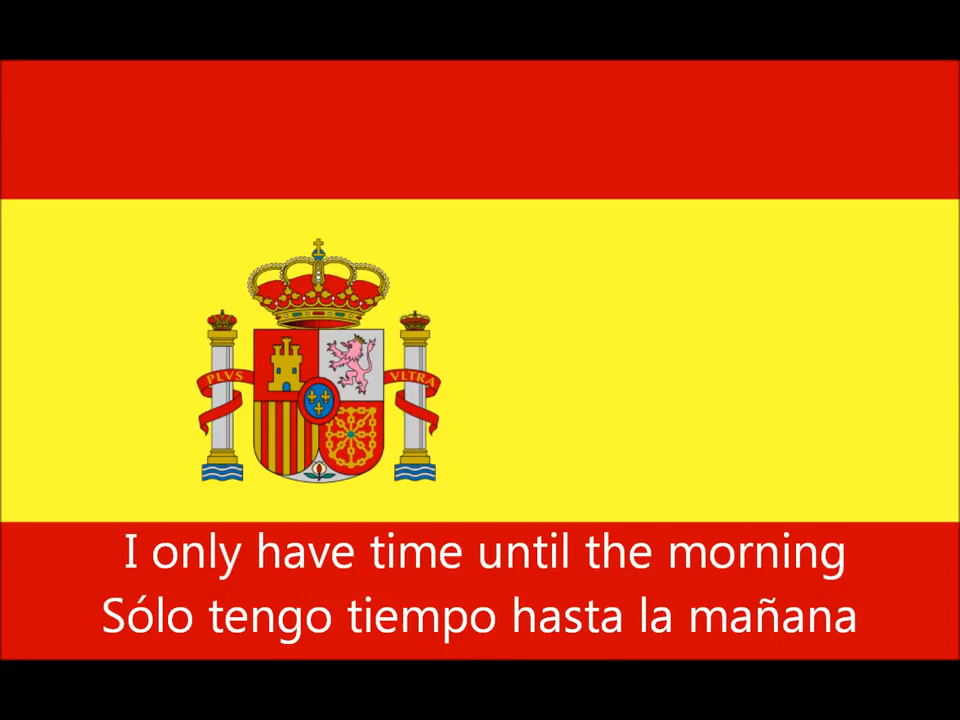 PLVS VLTRA
I only have time until the morning
Sólo tengo tiempo hasta la mañana